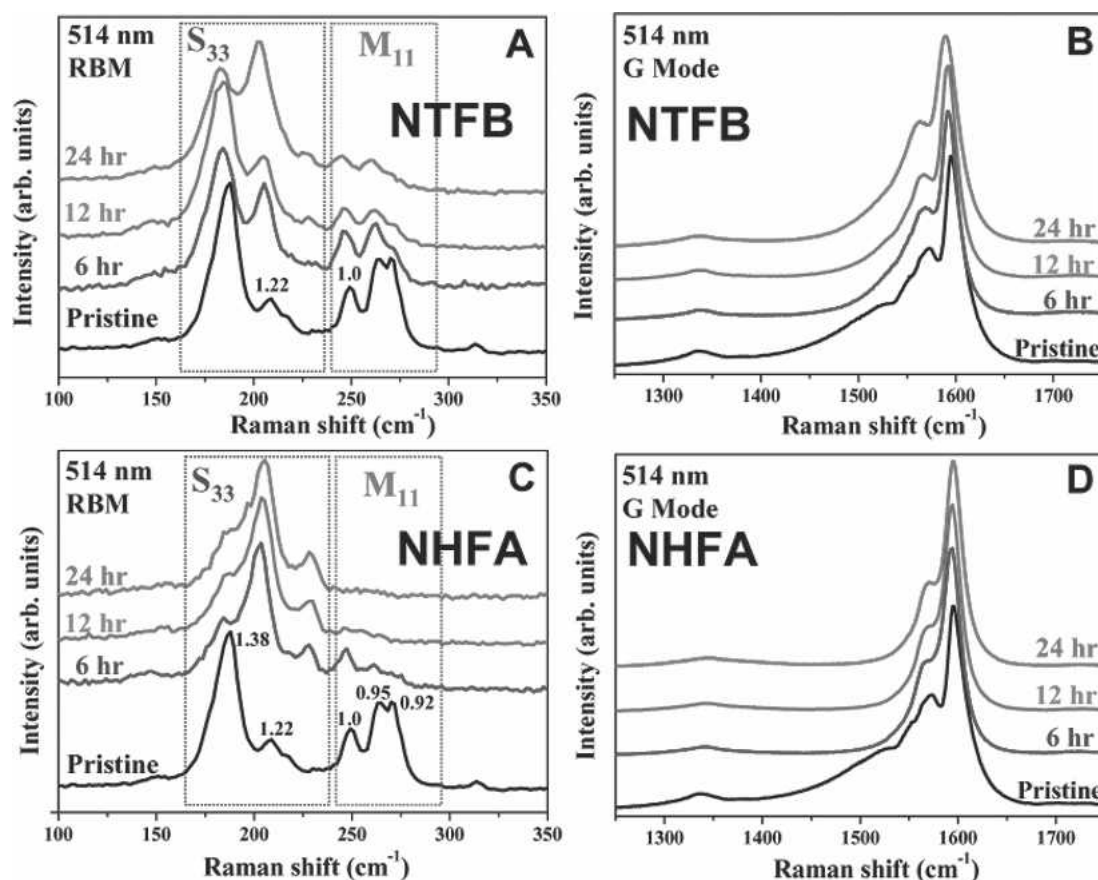 514 nm
RBM
S33
M11
A
NTFB
24 hr
12 hr
6 hr
Pristine
1.22
1.0
Intensity (arb. units)
100 150 200 250 300 350
Raman shift (cm-1)
514 nm
G Mode
B
NTFB
24 hr
12 hr
6 hr
Pristine
Intensity (arb. units)
1300 1400 1500 1600 1700
Raman shift (cm-1)
514 nm
RBM
S33
M11
C
NHFA
24 hr
12 hr
6 hr
Pristine
1.38
1.22
1.0
0.95
0.92
Intensity (arb. units)
100 150 200 250 300 350
Raman shift (cm-1)
514 nm
G Mode
D
NHFA
24 hr
12 hr
6 hr
Pristine
Intensity (arb. units)
1300 1400 1500 1600 1700
Raman shift (cm-1)